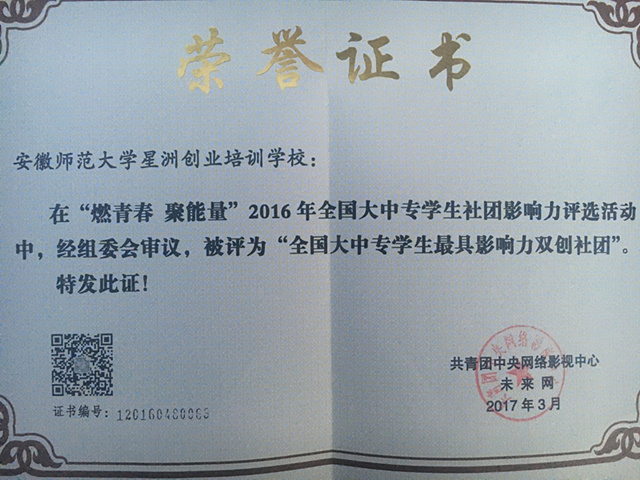 荣誉证书
安徽师范大学星洲创业培训学校：
在“燃青春 聚能量”2016年全国大中专学生社团影响力评选活动
中，经组委会审议，被评为“全国大中专学生最具影响力双创社团”。
特发此证！
共青团中央网络影视中心
未来网
2017年3月
证书编号：